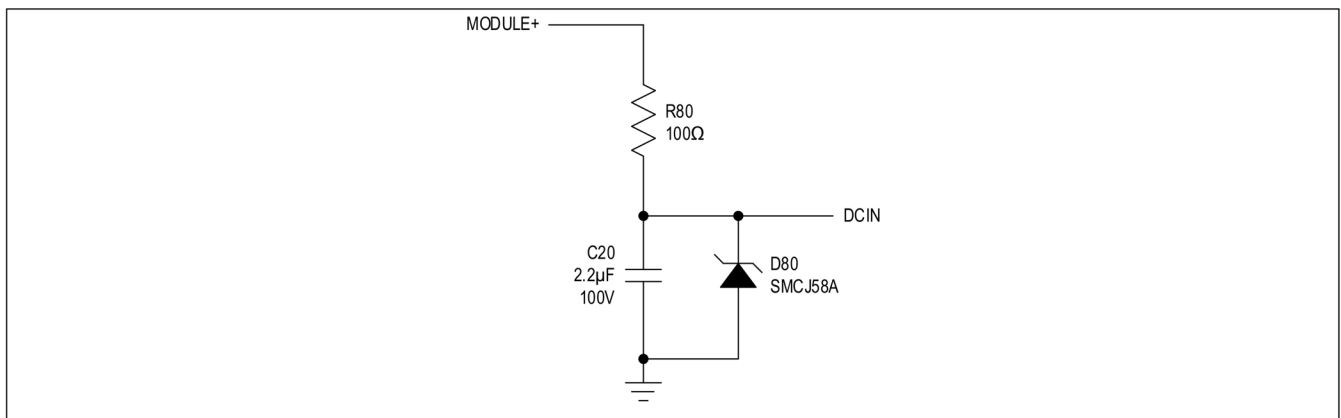 MODULE+
R80
100Ω
DCIN
C20
2.2µF
100V
D80
SMCJ58A